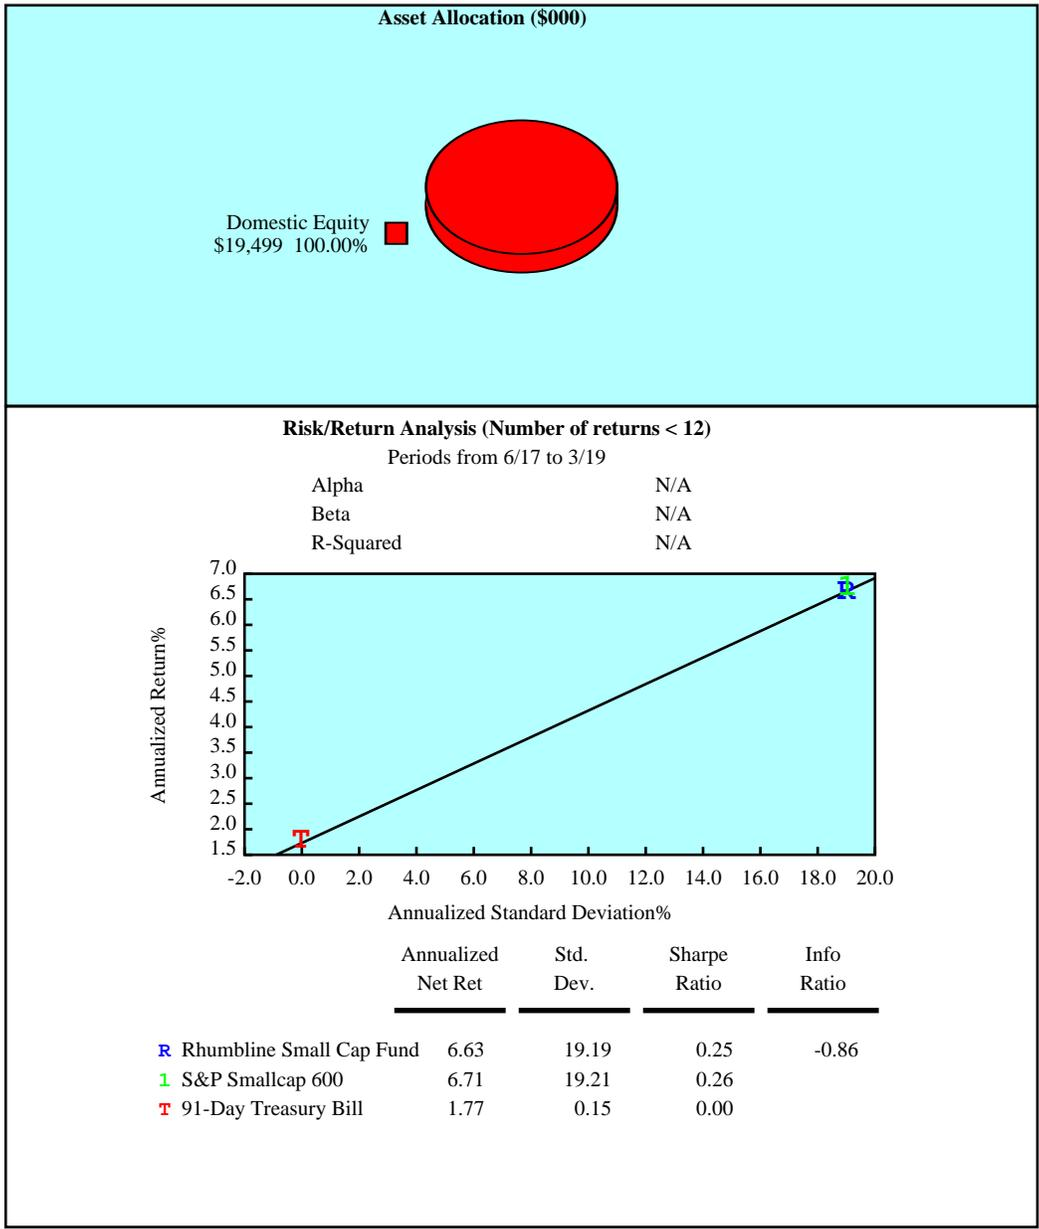 Asset Allocation ($000)
Domestic Equity
$19,499 100.00%
Risk/Return Analysis (Number of returns < 12)
Periods from 6/17 to 3/19
Alpha N/A
Beta N/A
R-Squared N/A
7.0
6.5
6.0
5.5
5.0
4.5
4.0
3.5
3.0
2.5
2.0
1.5
Annualized Return%
R
1
T
-2.0 0.0 2.0 4.0 6.0 8.0 10.0 12.0 14.0 16.0 18.0 20.0
Annualized Standard Deviation%
Annualized Std. Sharpe Info
Net Ret Dev. Ratio Ratio
R Rhumbline Small Cap Fund 6.63 19.19 0.25 -0.86
1 S&P Smallcap 600 6.71 19.21 0.26
T 91-Day Treasury Bill 1.77 0.15 0.00